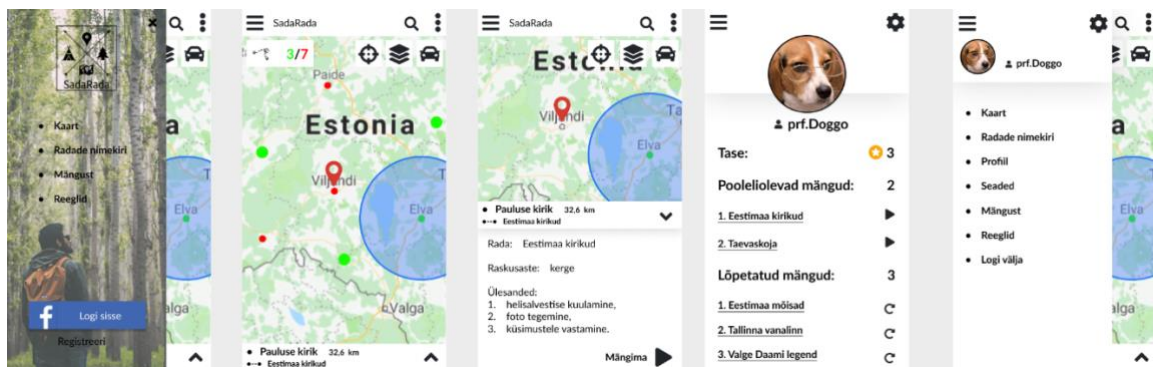 SadaRada
Kaart
Radade nimekiri
Mängust
Reeglid
Logi sisse
Registreeri
a
T
Elva
alga
SadaRada
3/7
Paide
Estonia
Viljandi
T
Elva
Valga
Pauluse kirik 32,6 km
Eestimaa kirikud
SadaRada
Viljandi
Ta
Elva
Pauluse kirik 32,6 km
Eestimaa kirikud
Rada: Eestimaa kirikud
Raskusaste: kerge
Ülesanded:
1. helisalvestise kuulamine,
2. foto tegemine,
3. küsimustele vastamine.
Mängima
prf.Doggo
Tase: 3
Pooleliolevad mängud: 2
1. Eestimaa kirikud
2. Taevaskoja
Lõpetatud mängud: 3
1. Eestimaa mõisad
2. Tallinna vanalinn
3. Valge Daami legend
prf.Doggo
Kaart
Radade nimekiri
Profiil
Seaded
Mängust
Reeglid
Logi välja
a
T
Elva
alga